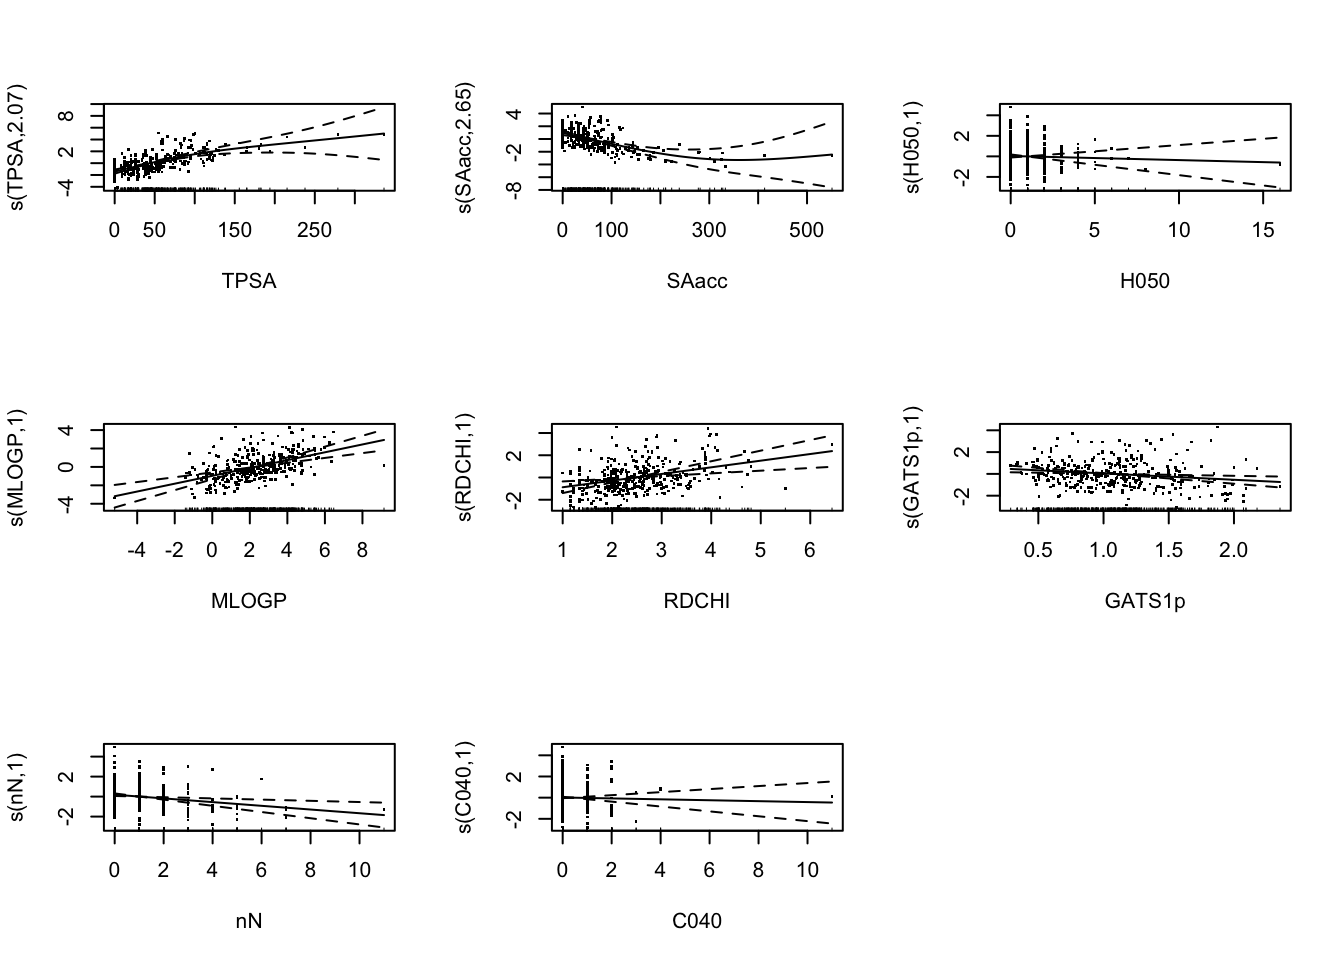 s(TPSA,2.07)
8
2
-4
0 50 150 250
TPSA
s(SAacc,2.65)
4
-2
-8
0 100 300 500
SAacc
s(H050,1)
2
-2
0 5 10 15
H050
s(MLOGP,1)
4
0
-4
-4 -2 0 2 4 6 8
MLOGP
s(RDCHI,1)
2
-2
1 2 3 4 5 6
RDCHI
s(GATS1p,1)
2
-2
0.5 1.0 1.5 2.0
GATS1p
s(nN,1)
2
-2
0 2 4 6 8 10
nN
s(C040,1)
2
-2
0 2 4 6 8 10
C040